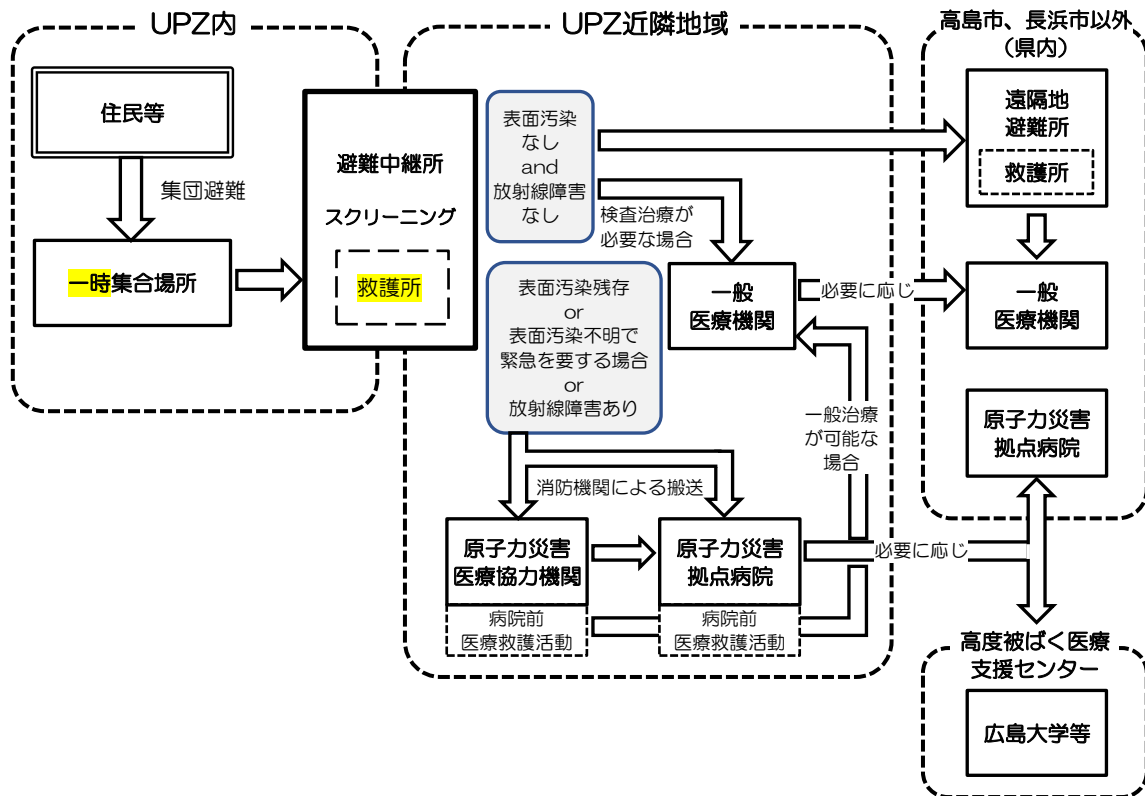 UPZ内
住民等
集団避難
一時集合場所
UPZ近隣地域
避難中継所
スクリーニング
救護所
表面汚染
なし
and
放射線障害
なし
検査治療が
必要な場合
表面汚染残存
or
表面汚染不明で
緊急を要する場合
or
放射線障害あり
一般
医療機関
必要に応じ
一般治療
が可能な
場合
消防機関による搬送
原子力災害
医療協力機関
病院前
医療救護活動
原子力災害
拠点病院
病院前
医療救護活動
必要に応じ
高島市、長浜市以外
(県内)
遠隔地
避難所
救護所
一般
医療機関
原子力災害
拠点病院
高度被ばく医療
支援センター
広島大学等